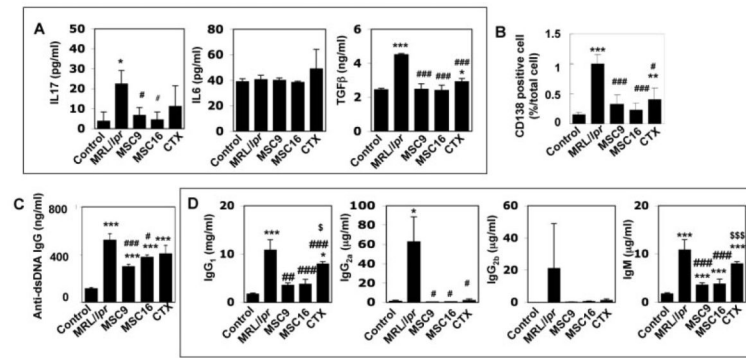 A
IL17 (pg/ml)
30
20
10
0
*
#
#
Control
MRL/lpr
MSC9
MSC16
CTX
IL6 (pg/ml)
80
60
40
20
0
Control
MRL/lpr
MSC9
MSC16
CTX
TGFβ (ng/ml)
6
4
2
0
***
###
###
###
*
Control
MRL/lpr
MSC9
MSC16
CTX
B
CD138 positive cell
(%/total cell)
1.5
1
0.5
0
***
###
###
#
**
Control
MRL/lpr
MSC9
MSC16
CTX
C
Anti-dsDNA IgG (ng/ml)
800
400
0
***
###
***
#
***
***
Control
MRL/lpr
MSC9
MSC16
CTX
D
IgG1 (mg/ml)
20
10
0
***
##
###
$
###
*
Control
MRL/lpr
MSC9
MSC16
CTX
IgG2a (μg/ml)
100
80
60
40
20
0
*
#
#
#
Control
MRL/lpr
MSC9
MSC16
CTX
IgG2b (μg/ml)
60
40
20
0
Control
MRL/lpr
MSC9
MSC16
CTX
IgM (μg/ml)
20
10
0
***
###
***
###
***
$$$
***
Control
MRL/lpr
MSC9
MSC16
CTX